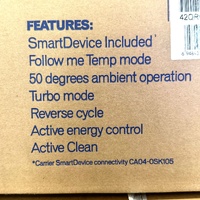 FEATURES:
SmartDevice Included*
Follow me Temp mode
50 degrees ambient operation
Turbo mode
Reverse cycle
Active energy control
Active Clean
*Carrier SmartDevice connectivity CA04-OSK105